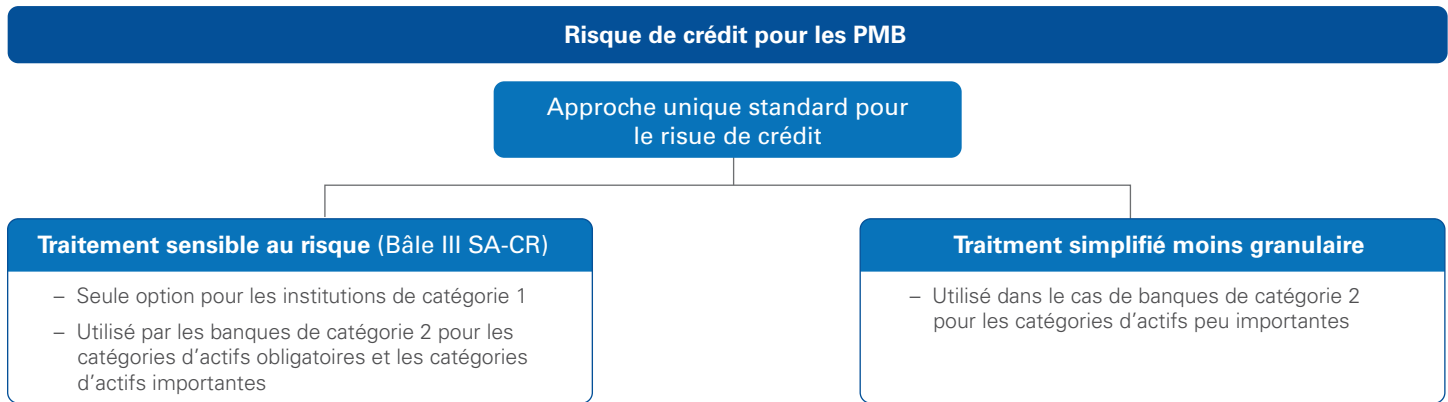 Risque de crédit pour les PMB
Approche unique standard pour
le risue de crédit
Traitement sensible au risque (Bâle III SA-CR)
– Seule option pour les institutions de catégorie 1
– Utilisé par les banques de catégorie 2 pour les
catégories d'actifs obligatoires et les catégories
d'actifs importantes
Traitment simplifié moins granulaire
– Utilisé dans le cas de banques de catégorie 2
pour les catégories d'actifs peu importantes